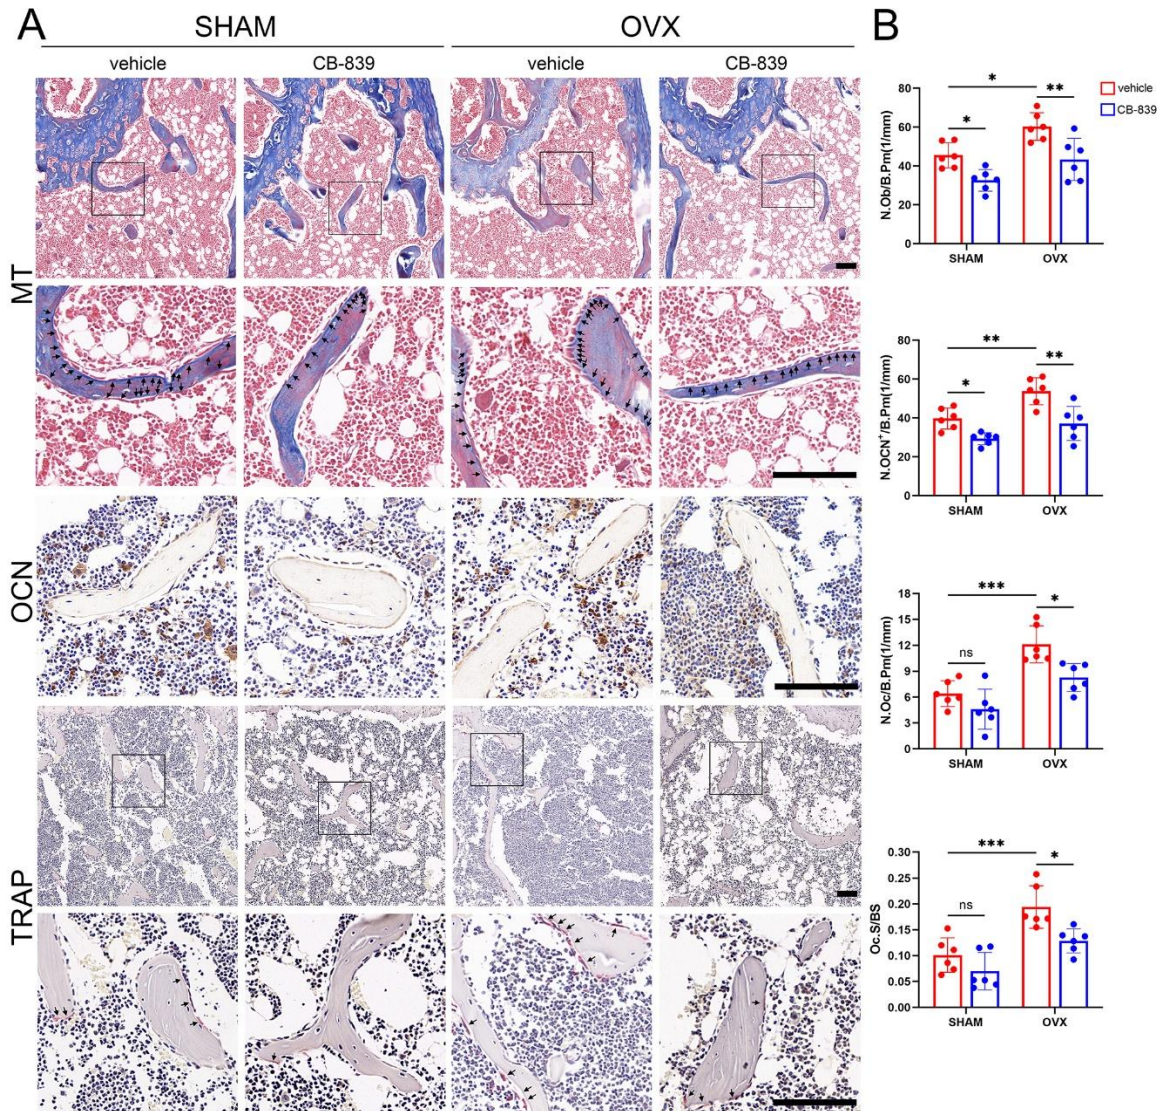 A
SHAM
OVX
vehicle
CB-839
vehicle
CB-839
MT
OCN
TRAP
B
vehicle
CB-839
N.Ob/B.Pm(1/mm)
80
60
40
20
0
*
*
**
SHAM
OVX
N.OCN⁺/B.Pm(1/mm)
80
60
40
20
0
**
*
**
SHAM
OVX
N.Oc/B.Pm(1/mm)
18
15
12
9
6
3
0
***
ns
*
SHAM
OVX
Oc.S/BS
0.30
0.25
0.20
0.15
0.10
0.05
0.00
***
ns
*
SHAM
OVX